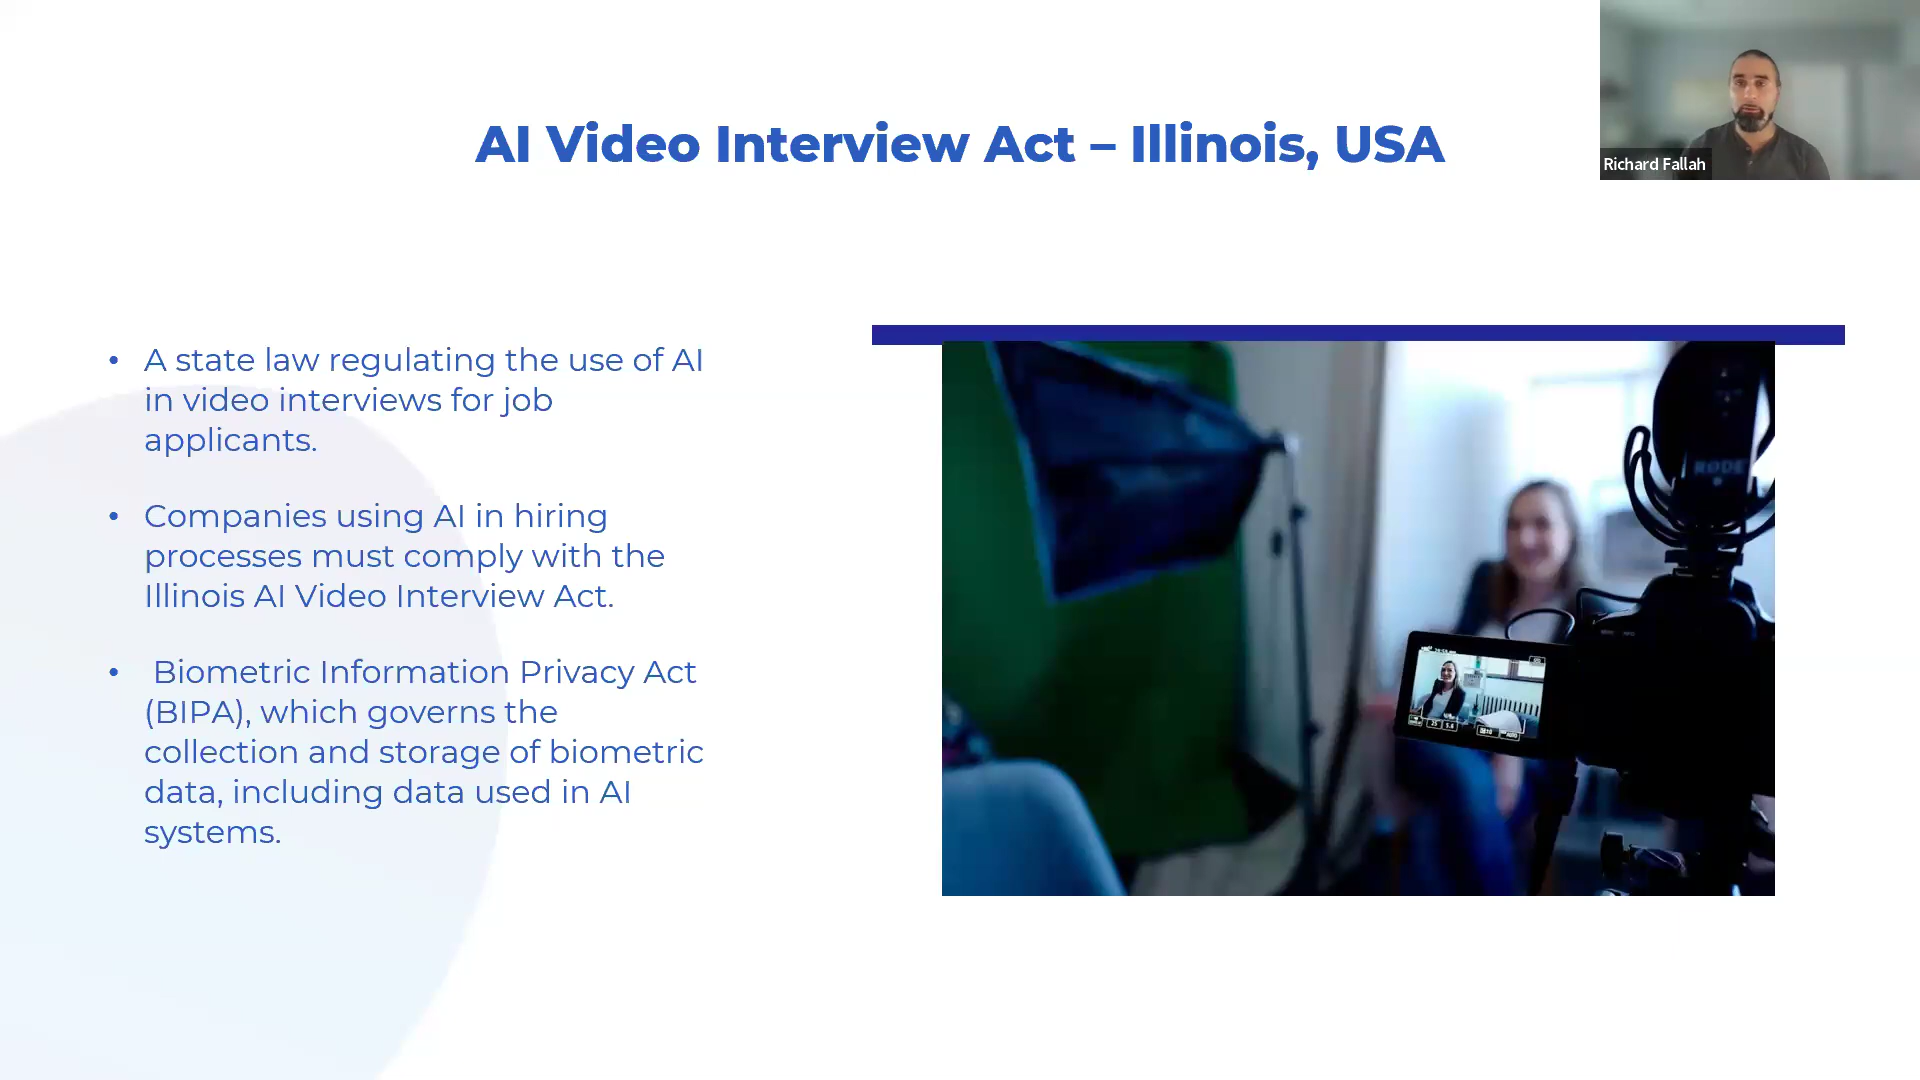 AI Video Interview Act – Illinois, USA
Richard Fallah
• A state law regulating the use of AI
in video interviews for job
applicants.
• Companies using AI in hiring
processes must comply with the
Illinois AI Video Interview Act.
• Biometric Information Privacy Act
(BIPA), which governs the
collection and storage of biometric
data, including data used in AI
systems.
RØDE